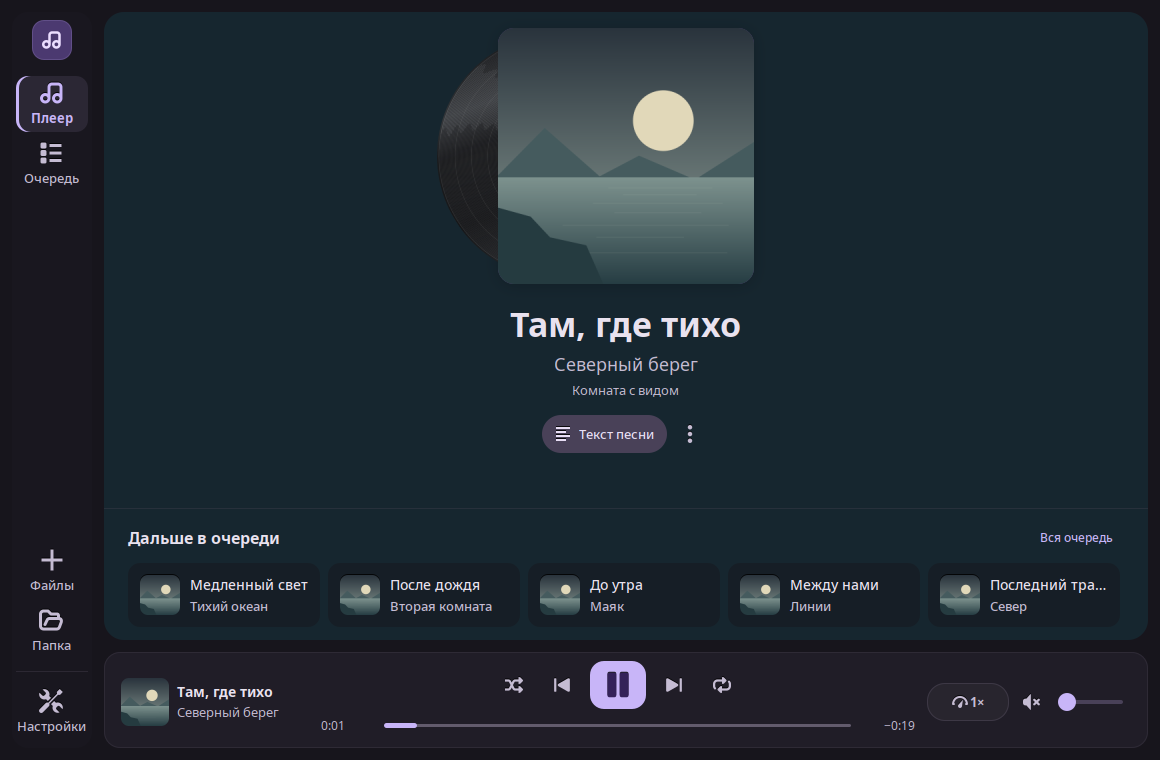 Плеер
Очередь
Там, где тихо
Северный берег
Комната с видом
Текст песни
Дальше в очереди
Вся очередь
Медленный свет
Тихий океан
После дождя
Вторая комната
До утра
Маяк
Между нами
Линии
Последний тра...
Север
Файлы
Папка
Настройки
Там, где тихо
Северный берег
0:01
−0:19
1×